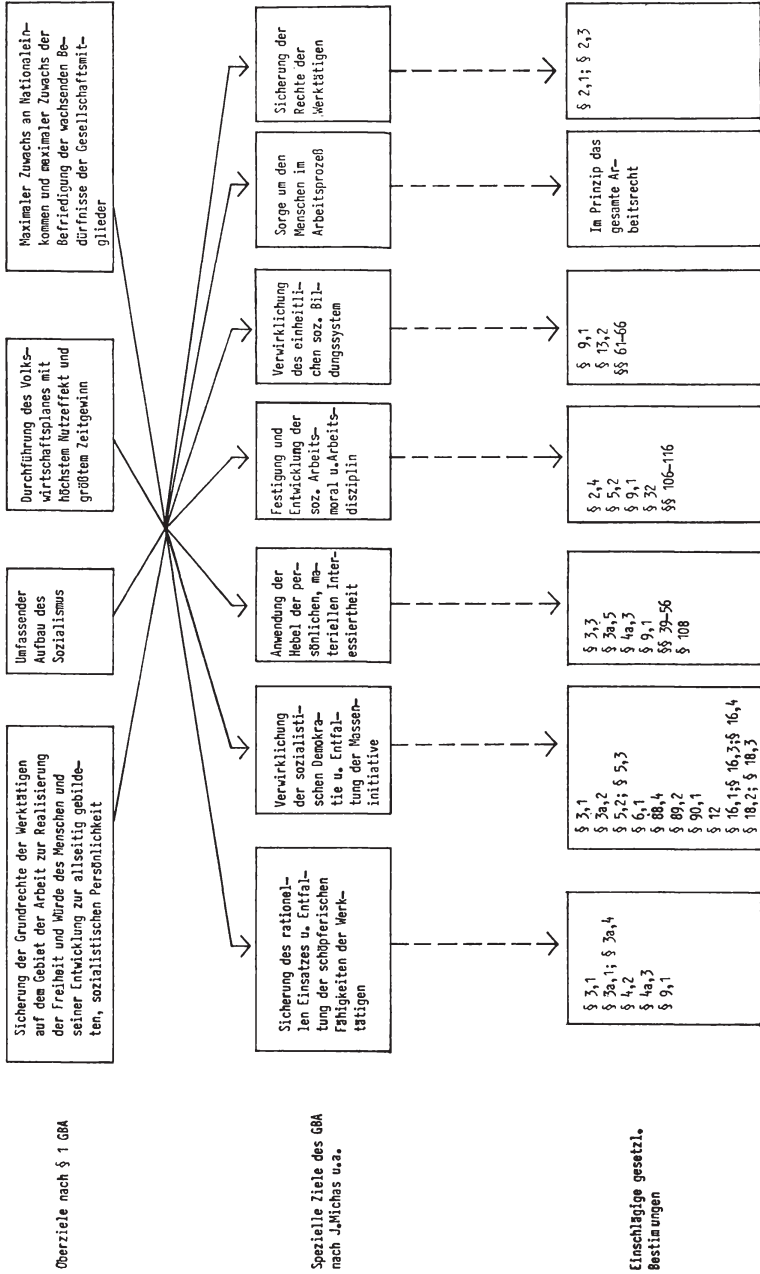 Oberziele nach § 1 GBA
Sicherung der Grundrechte der Werktätigen
auf dem Gebiet der Arbeit zur Realisierung
der Freiheit und Würde des Menschen und
seiner Entwicklung zur allseitig gebilde-
ten, sozialistischen Persönlichkeit
Umfassender
Aufbau des
Sozialismus
Durchführung des Volks-
wirtschaftsplanes mit
höchstem Nutzeffekt und
größtem Zeitgewinn
Maximaler Zuwachs an Nationalein-
kommen und maximaler Zuwachs der
Befriedigung der wachsenden Be-
dürfnisse der Gesellschaftsmit-
glieder
Spezielle Ziele des GBA
nach J.Michas u.a.
Sicherung des rationel-
len Einsatzes u. Entfal-
tung der schöpferischen
Fähigkeiten der Werk-
tätigen
Verwirklichung
der sozialisti-
schen Demokra-
tie u. Entfal-
tung der Massen-
initiative
Anwendung der
Hebel der per-
sönlichen, ma-
teriellen Inter-
essiertheit
Festigung und
Entwicklung der
soz. Arbeits-
moral u.Arbeits-
disziplin
Verwirklichung
des einheitli-
chen soz. Bil-
dungssystem
Sorge um den
Menschen im
Arbeitsprozeß
Sicherung der
Rechte der
Werktätigen
Einschlägige gesetzl.
Bestimmungen
§ 3,1
§ 3a,1; § 3a,4
§ 4,2
§ 4a,3
§ 9,1
§ 3,1
§ 3a,2
§ 5,2; § 5,3
§ 6,1
§ 88,4
§ 89,2
§ 90,1
§ 12
§ 16,1;§ 16,3;§ 16,4
§ 18,2; § 18,3
§ 3,3
§ 3a,5
§ 4a,3
§ 9,1
§§ 39-56
§ 108
§ 2,4
§ 5,2
§ 9,1
§ 32
§§ 106-116
§ 9,1
§ 13,2
§§ 61-66
Im Prinzip das
gesamte Ar-
beitsrecht
§ 2,1; § 2,3